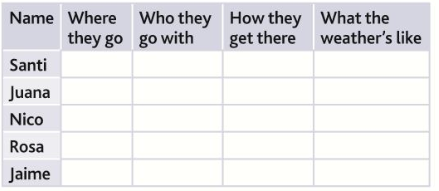 Name Where they go Who they go with How they get there What the weather's like
Santi
Juana
Nico
Rosa
Jaime